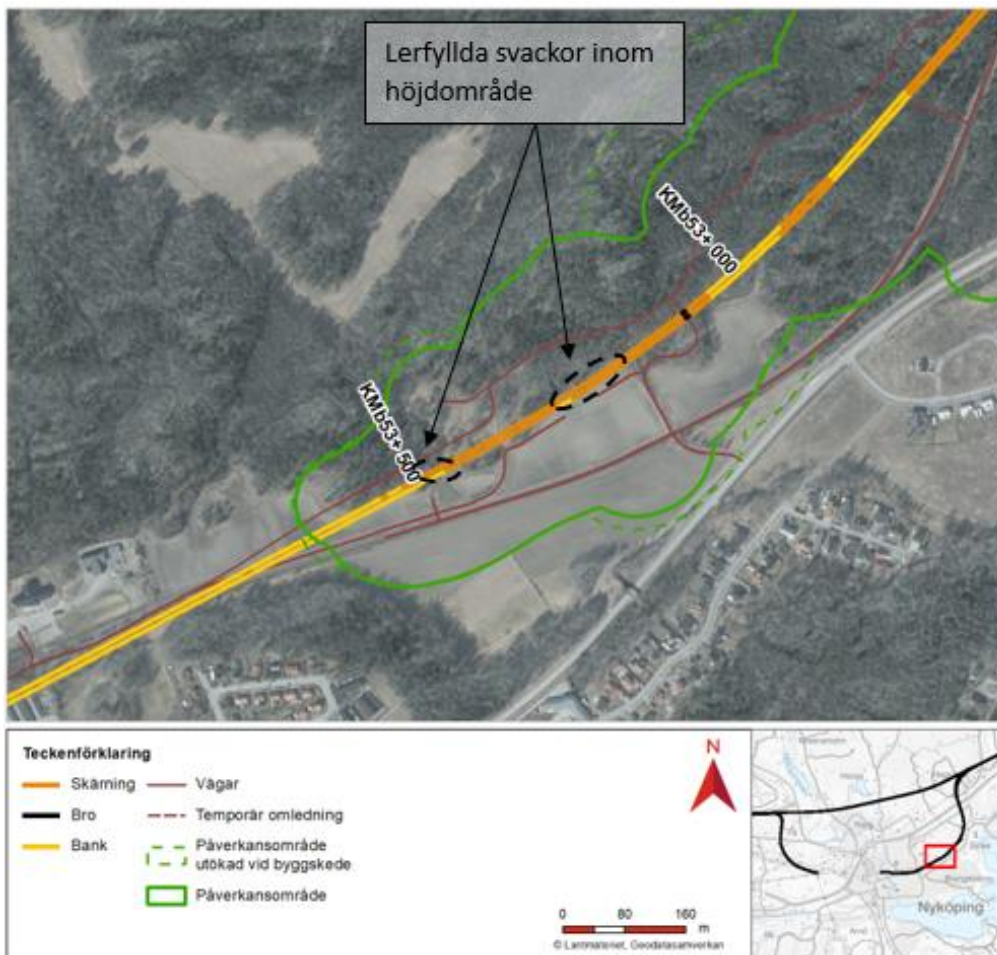 Lerfyllda svackor inom
höjdområde
KMb53+ 000
KMb53+ 500
Teckenförklaring
Skärning
Bro
Bank
Vägar
Temporär omledning
Påverkansområde
utökad vid byggskede
Påverkansområde
N
0 80 160
m
© Lantmäteriet, Geodatasamverkan
Nyköping